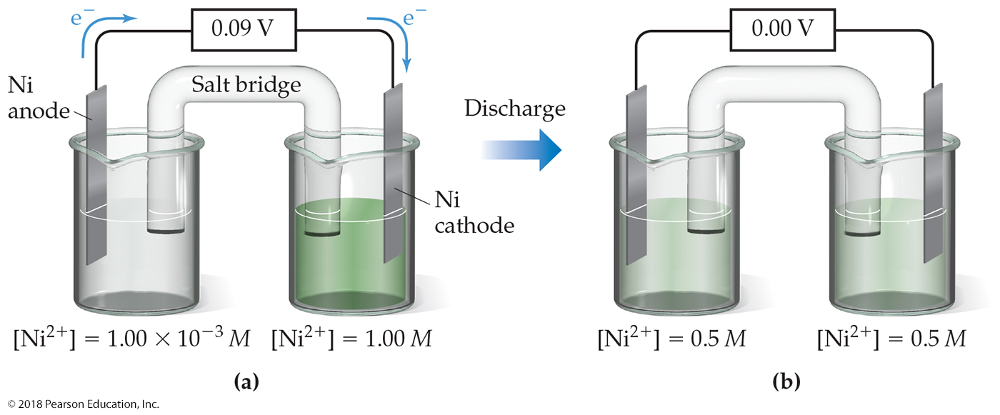 e⁻
0.09 V
e⁻
Ni
anode
Salt bridge
Ni
cathode
[Ni²⁺] = 1.00 × 10⁻³ M
[Ni²⁺] = 1.00 M
(a)
Discharge
0.00 V
[Ni²⁺] = 0.5 M
[Ni²⁺] = 0.5 M
(b)
© 2018 Pearson Education, Inc.